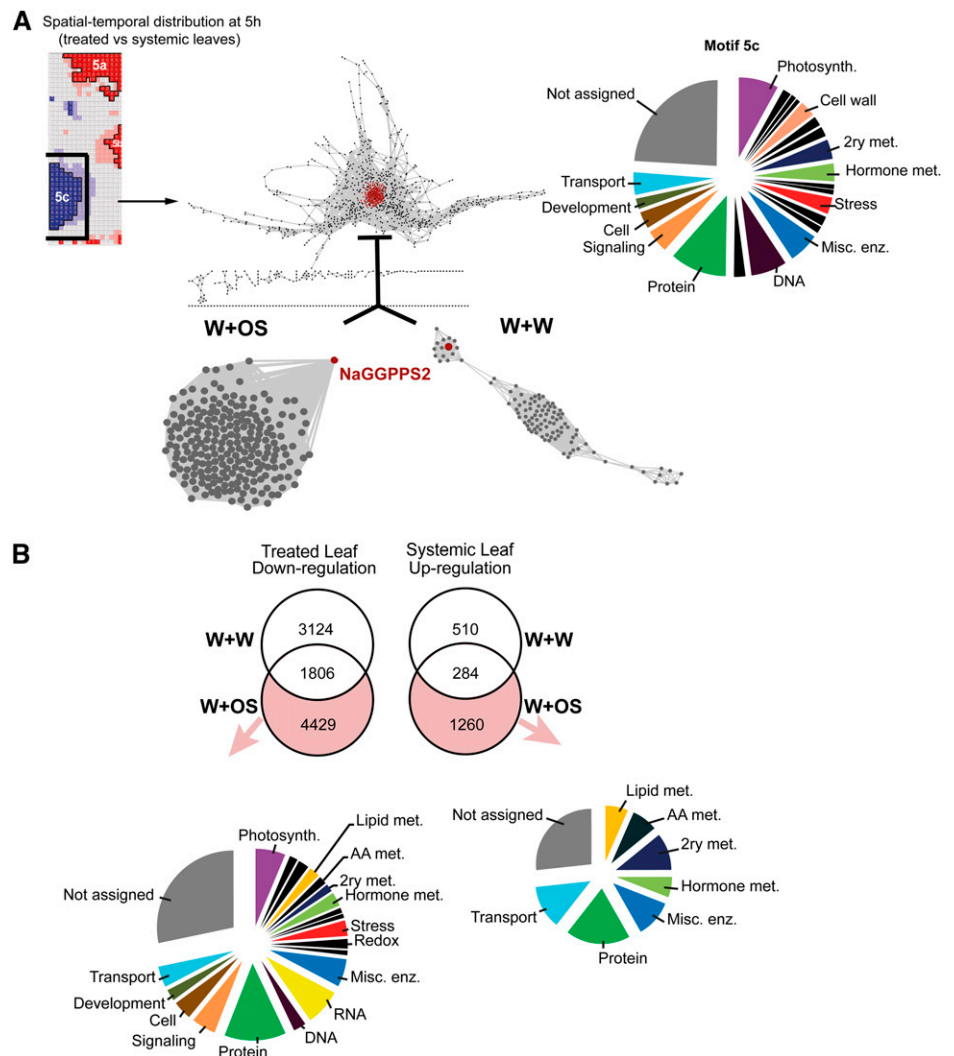 A
Spatial-temporal distribution at 5h
(treated vs systemic leaves)
5a
5b
5c
Motif 5c
Photosynth.
Cell wall
2ry met.
Hormone met.
Stress
Misc. enz.
DNA
Protein
Signaling
Cell
Development
Transport
Not assigned
W+OS
W+W
NaGGPPS2
B
Treated Leaf
Down-regulation
Systemic Leaf
Up-regulation
W+W
3124
1806
W+OS
4429
510
W+W
284
W+OS
1260
Photosynth.
Lipid met.
AA met.
2ry met.
Hormone met.
Stress
Redox
Misc. enz.
RNA
DNA
Protein
Signaling
Cell
Development
Transport
Not assigned
Lipid met.
AA met.
2ry met.
Hormone met.
Misc. enz.
Protein
Transport
Not assigned